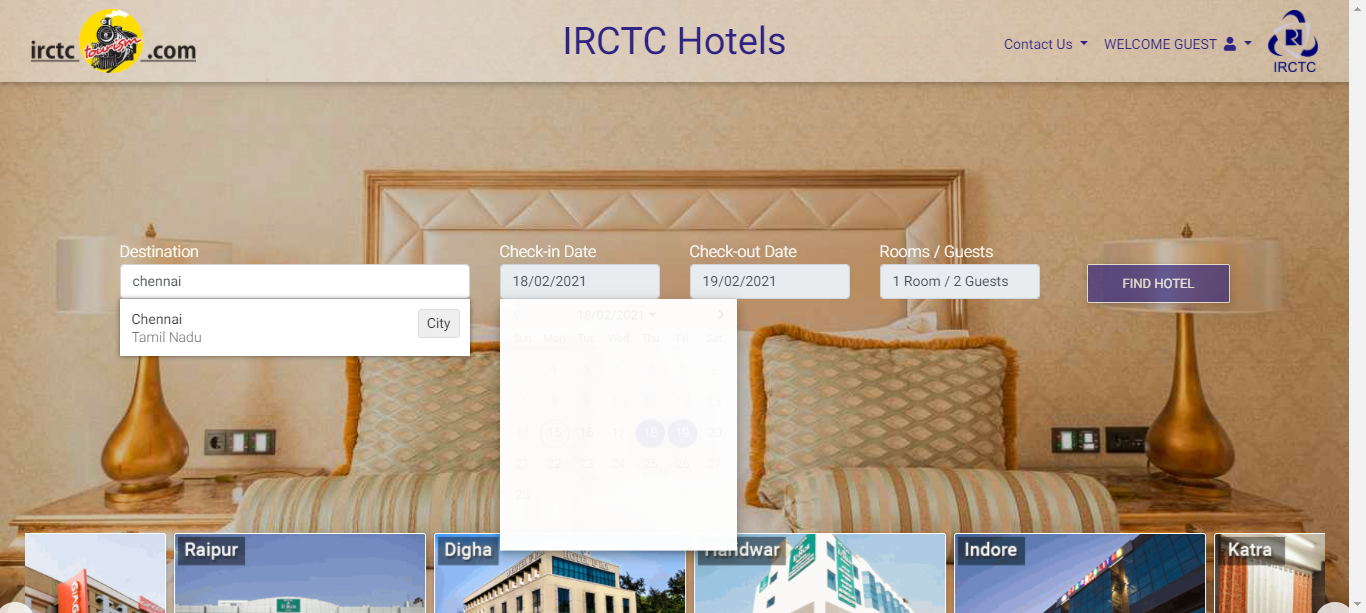 irctc tourism .com
IRCTC Hotels
Contact Us
WELCOME GUEST
IRCTC
Destination
Check-in Date
Check-out Date
Rooms / Guests
chennai
18/02/2021
19/02/2021
1 Room / 2 Guests
FIND HOTEL
Chennai
City
Tamil Nadu
18/02/2021
Sun Mon Tue Wed Thu Fri Sat
15 16 17 18 19 20
21 22 23 24 25 26 27
28
Raipur
Digha
Indore
Katra